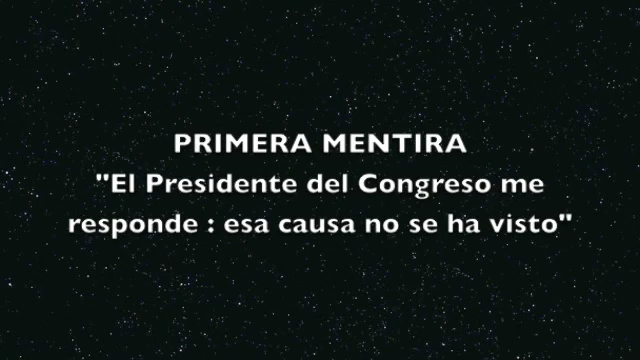 PRIMERA MENTIRA
"El Presidente del Congreso me
responde : esa causa no se ha visto"